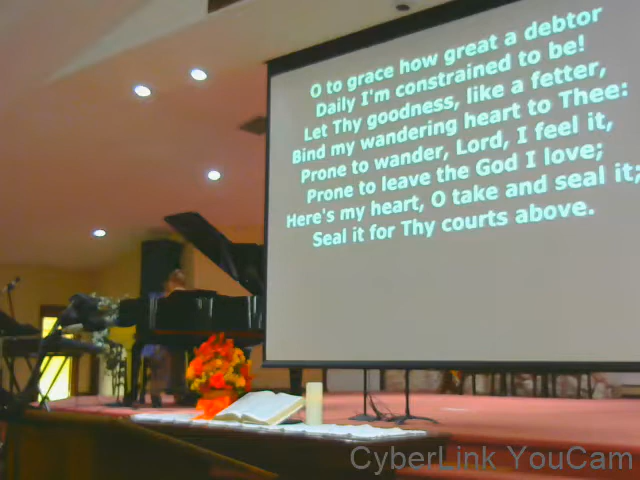 O to grace how great a debtor
Daily I'm constrained to be!
Let Thy goodness, like a fetter,
Bind my wandering heart to Thee:
Prone to wander, Lord, I feel it,
Prone to leave the God I love;
Here's my heart, O take and seal it;
Seal it for Thy courts above.
CyberLink YouCam